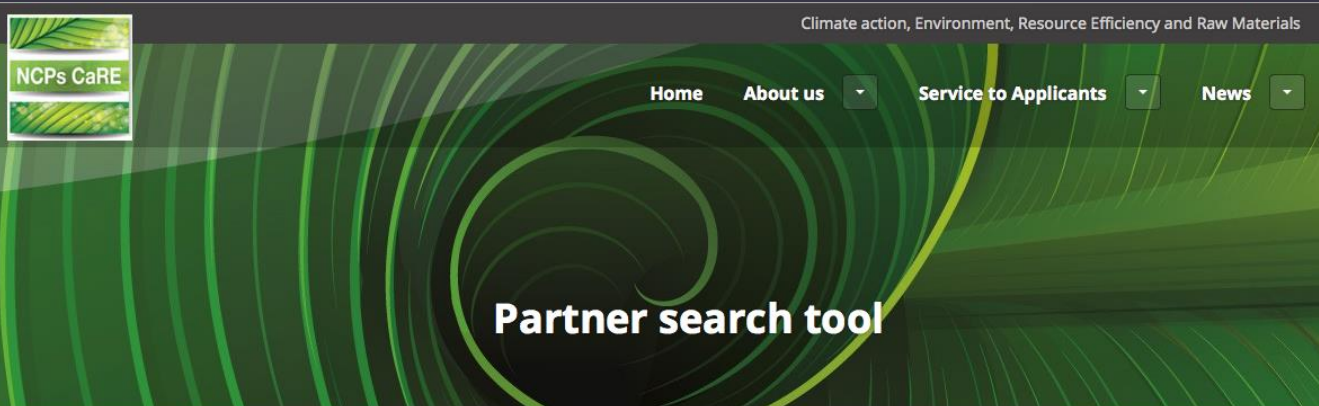 Climate action, Environment, Resource Efficiency and Raw Materials
NCPs CaRE
Home About us Service to Applicants News
Partner search tool